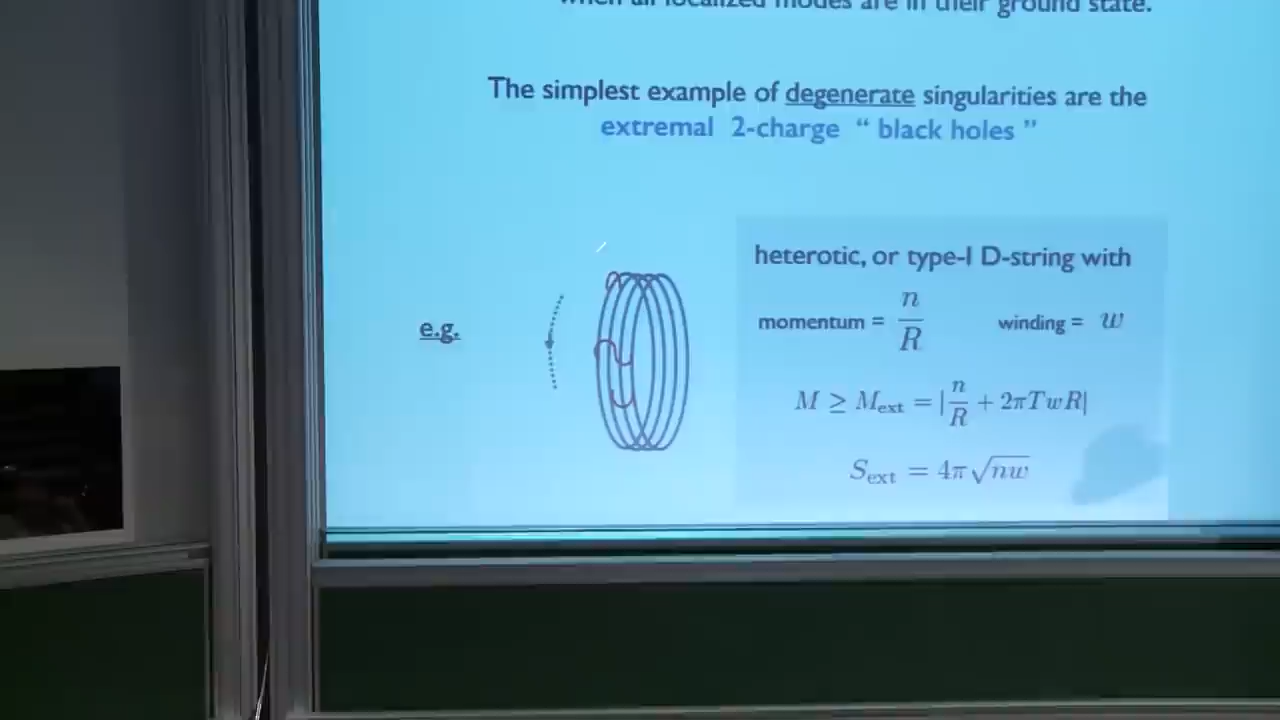 when all localized modes are in their ground state.
The simplest example of degenerate singularities are the
extremal 2-charge “ black holes ”
e.g.
heterotic, or type-I D-string with
momentum = n/R winding = w
M ≥ M_ext = |n/R + 2πTwR|
S_ext = 4π√nw